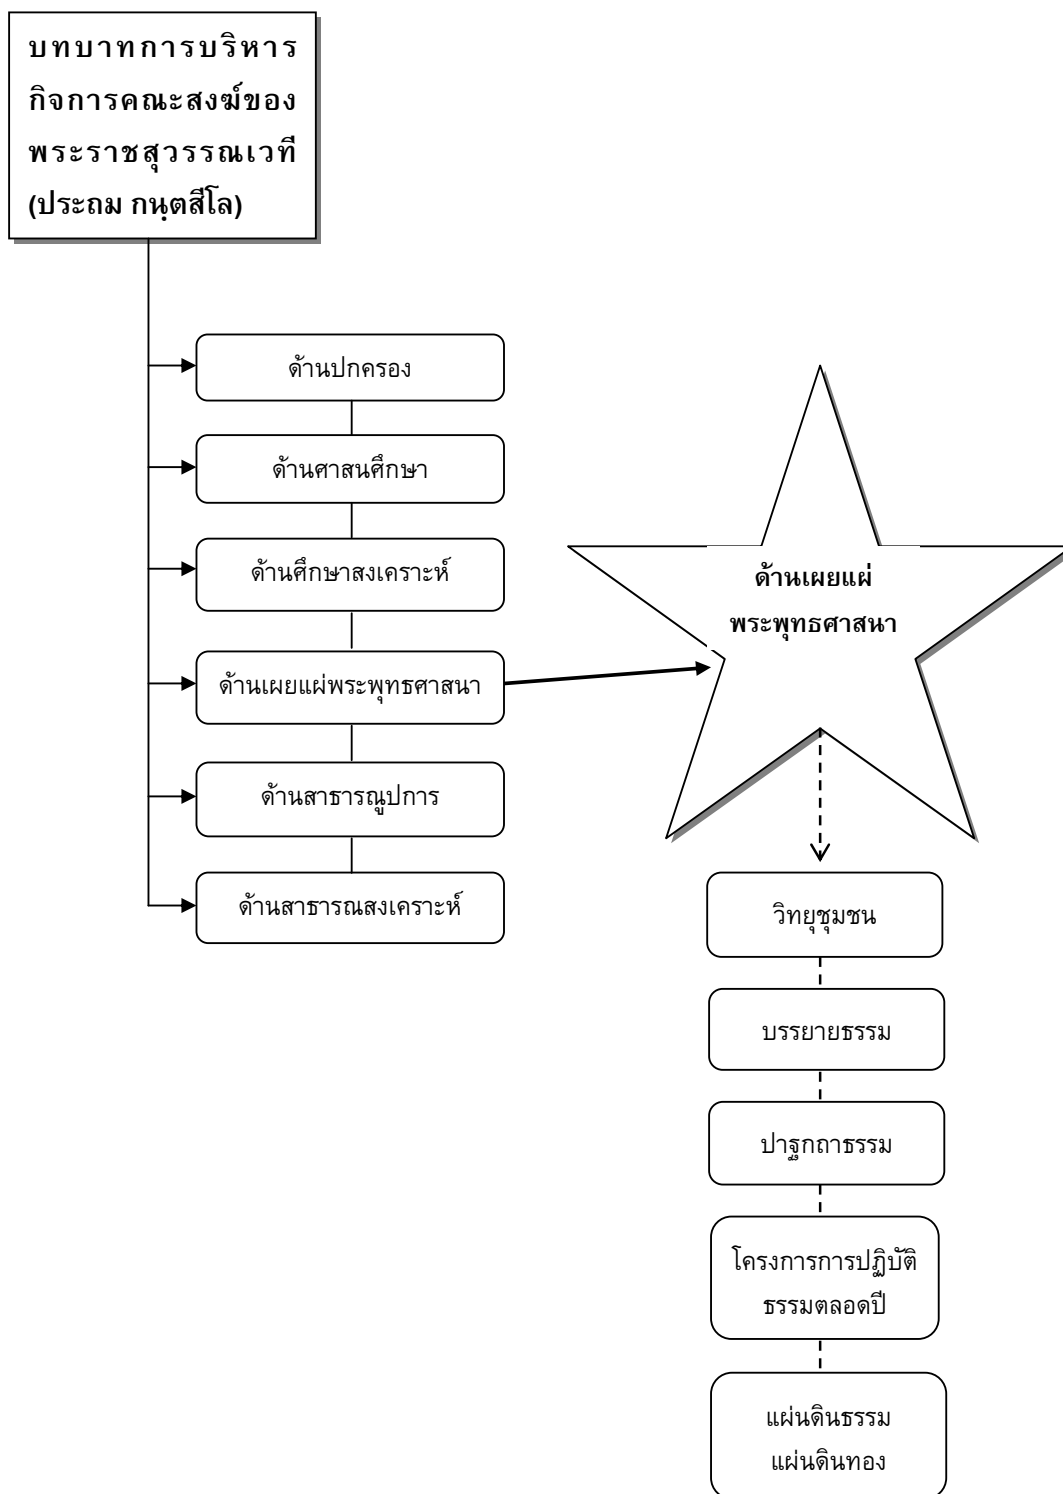 บทบาทการบริหาร
กิจการคณะสงฆ์ของ
พระราชสุวรรณเวที
(ประถม กนฺตสีโล)
ด้านปกครอง
ด้านศาสนศึกษา
ด้านศึกษาสงเคราะห์
ด้านเผยแผ่พระพุทธศาสนา
ด้านสาธารณูปการ
ด้านสาธารณสงเคราะห์
ด้านเผยแผ่
พระพุทธศาสนา
วิทยุชุมชน
บรรยายธรรม
ปาฐกถาธรรม
โครงการการปฏิบัติ
ธรรมตลอดปี
แผ่นดินธรรม
แผ่นดินทอง